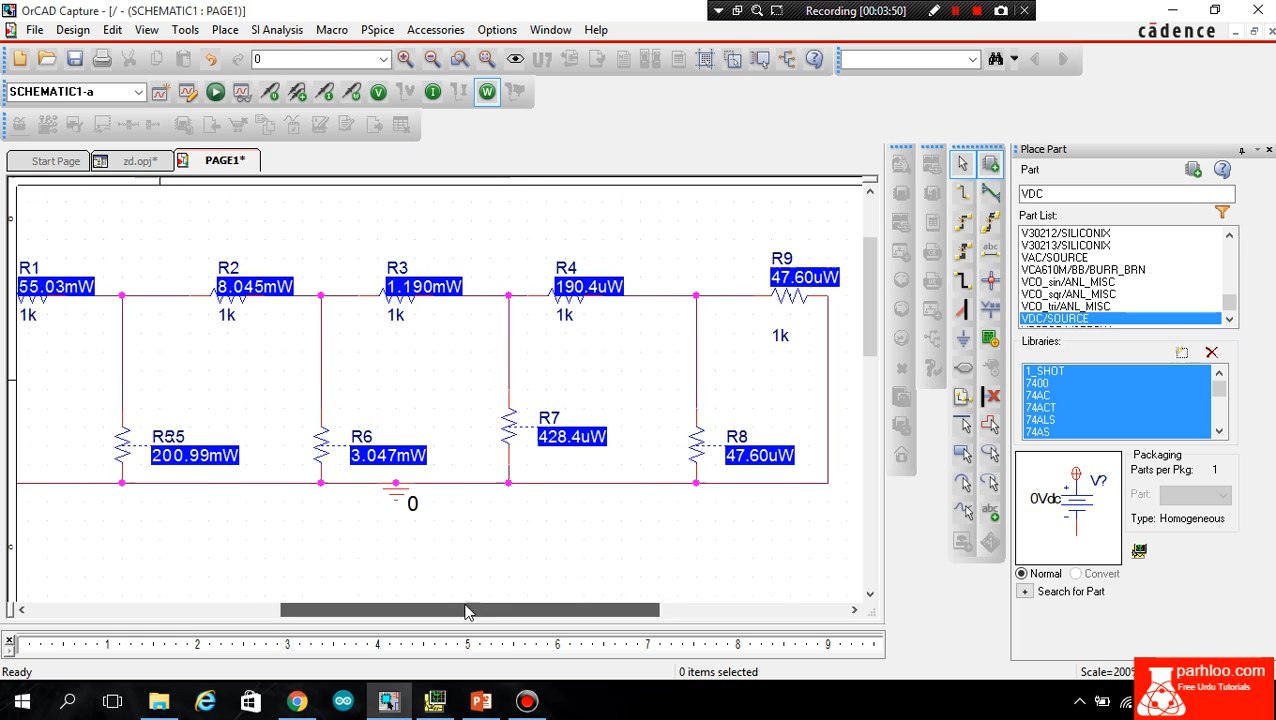 OrCAD Capture - [/ - (SCHEMATIC1 : PAGE1)]
Recording [00:03:50]
File Design Edit View Tools Place SI Analysis Macro PSpice Accessories Options Window Help
cādence
0
SCHEMATIC1-a
Start Page
zd.opj*
PAGE1*
R1
55.03mW
1k
R2
8.045mW
1k
R3
1.190mW
1k
R4
190.4uW
1k
R9
47.60uW
1k
200.99mW
R6
3.047mW
R7
428.4uW
R8
47.60uW
0
Place Part
Part
VDC
Part List:
V30212/SILICONIX
V30213/SILICONIX
VAC/SOURCE
VCA610M/BB/BURR_BRN
VCO_sin/ANL_MISC
VCO_sqr/ANL_MISC
VCO_tri/ANL_MISC
VDC/SOURCE
Libraries:
1_SHOT
7400
74AC
74ACT
74ALS
74AS
Packaging
Parts per Pkg: 1
Part:
Type: Homogeneous
V?
0Vdc
Normal
Convert
Search for Part
1 2 3 4 5 6 7 8 9
Ready
0 items selected
Scale=200%
parhloo.com
Free Urdu Tutorials